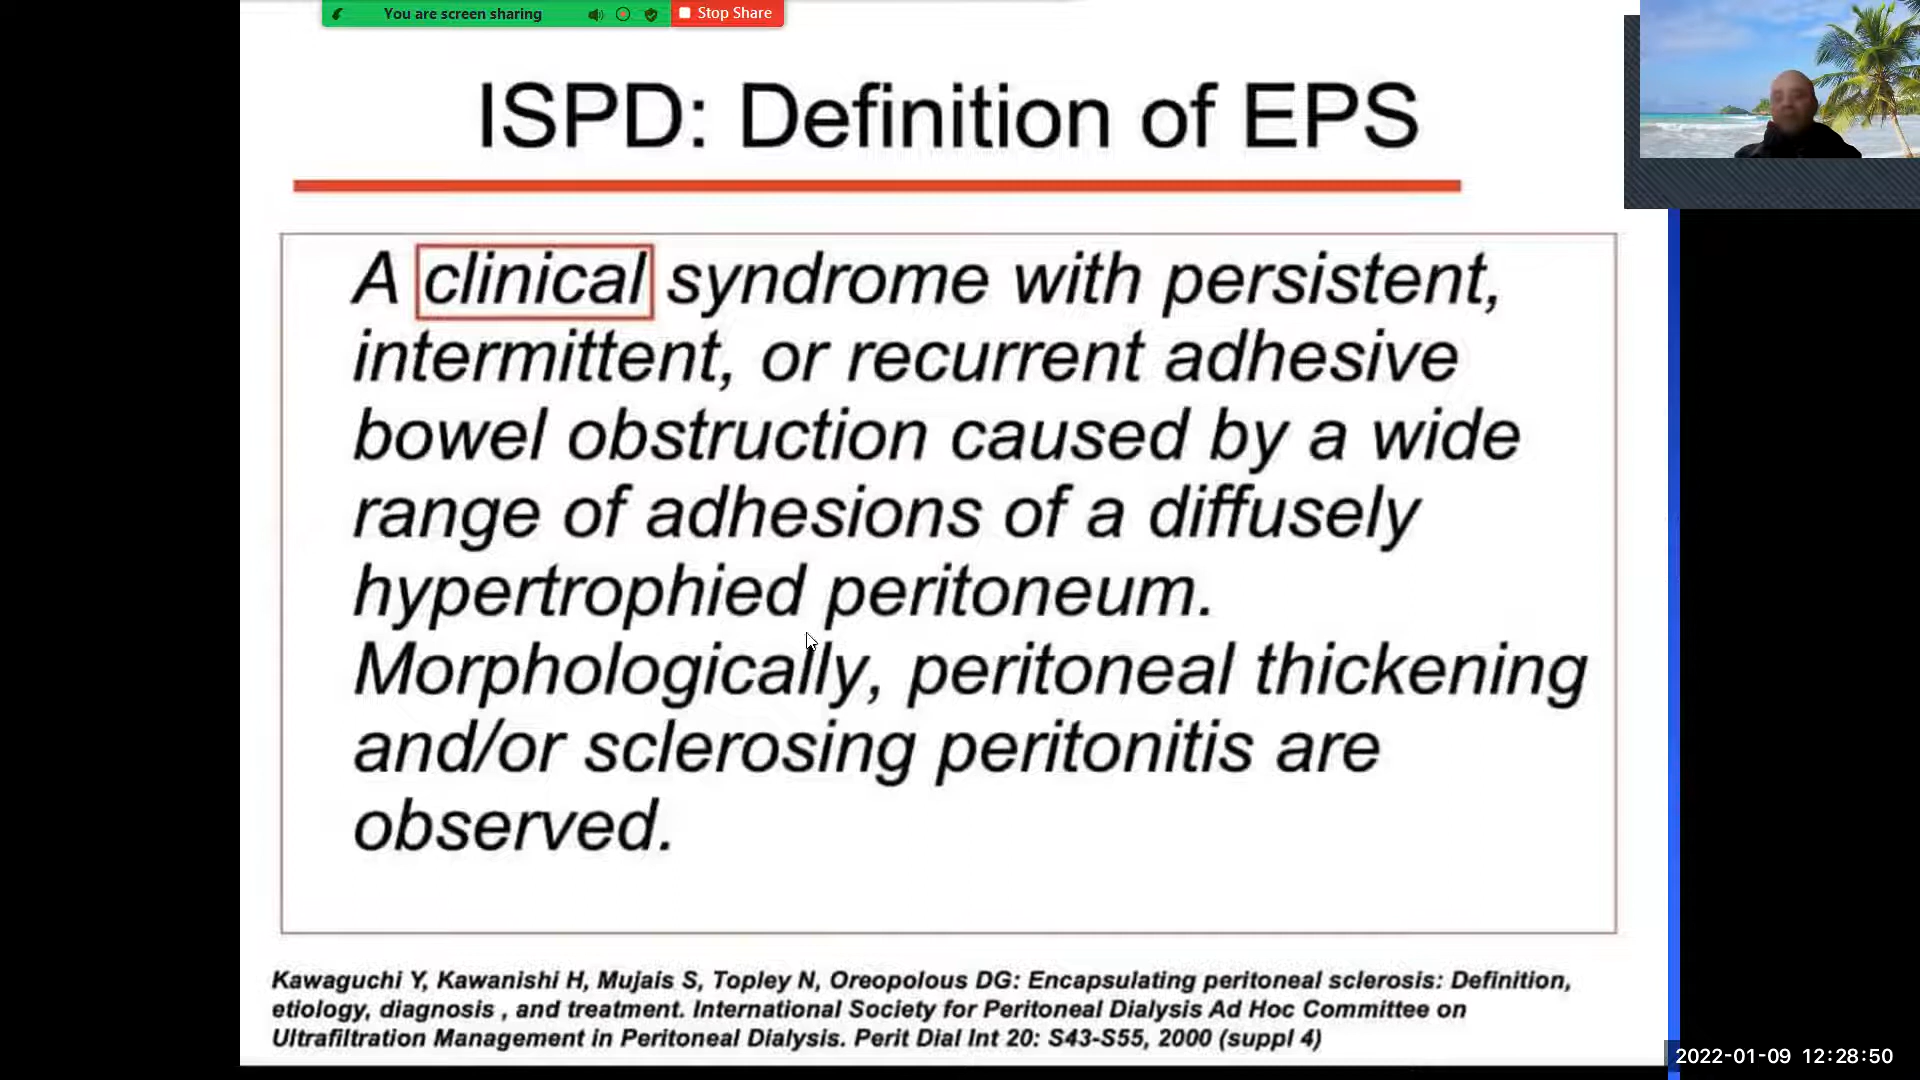 You are screen sharing
Stop Share
ISPD: Definition of EPS
A clinical syndrome with persistent,
intermittent, or recurrent adhesive
bowel obstruction caused by a wide
range of adhesions of a diffusely
hypertrophied peritoneum.
Morphologically, peritoneal thickening
and/or sclerosing peritonitis are
observed.
Kawaguchi Y, Kawanishi H, Mujais S, Topley N, Oreopolous DG: Encapsulating peritoneal sclerosis: Definition,
etiology, diagnosis , and treatment. International Society for Peritoneal Dialysis Ad Hoc Committee on
Ultrafiltration Management in Peritoneal Dialysis. Perit Dial Int 20: S43-S55, 2000 (suppl 4)
2022-01-09 12:28:50